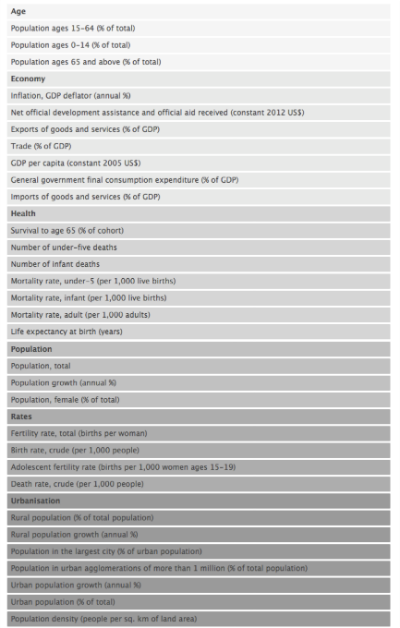 Age
Population ages 15-64 (% of total)
Population ages 0-14 (% of total)
Population ages 65 and above (% of total)
Economy
Inflation, GDP deflator (annual %)
Net official development assistance and official aid received (constant 2012 US$)
Exports of goods and services (% of GDP)
Trade (% of GDP)
GDP per capita (constant 2005 US$)
General government final consumption expenditure (% of GDP)
Imports of goods and services (% of GDP)
Health
Survival to age 65 (% of cohort)
Number of under-five deaths
Number of infant deaths
Mortality rate, under-5 (per 1,000 live births)
Mortality rate, infant (per 1,000 live births)
Mortality rate, adult (per 1,000 adults)
Life expectancy at birth (years)
Population
Population, total
Population growth (annual %)
Population, female (% of total)
Rates
Fertility rate, total (births per woman)
Birth rate, crude (per 1,000 people)
Adolescent fertility rate (births per 1,000 women ages 15-19)
Death rate, crude (per 1,000 people)
Urbanisation
Rural population (% of total population)
Rural population growth (annual %)
Population in the largest city (% of urban population)
Population in urban agglomerations of more than 1 million (% of total population)
Urban population growth (annual %)
Urban population (% of total)
Population density (people per sq. km of land area)